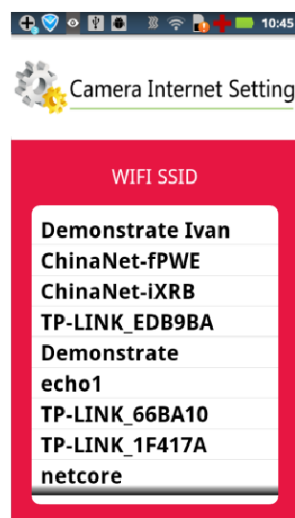 10:45
Camera Internet Setting
WIFI SSID
Demonstrate Ivan
ChinaNet-fPWE
ChinaNet-iXRB
TP-LINK_EDB9BA
Demonstrate
echo1
TP-LINK_66BA10
TP-LINK_1F417A
netcore